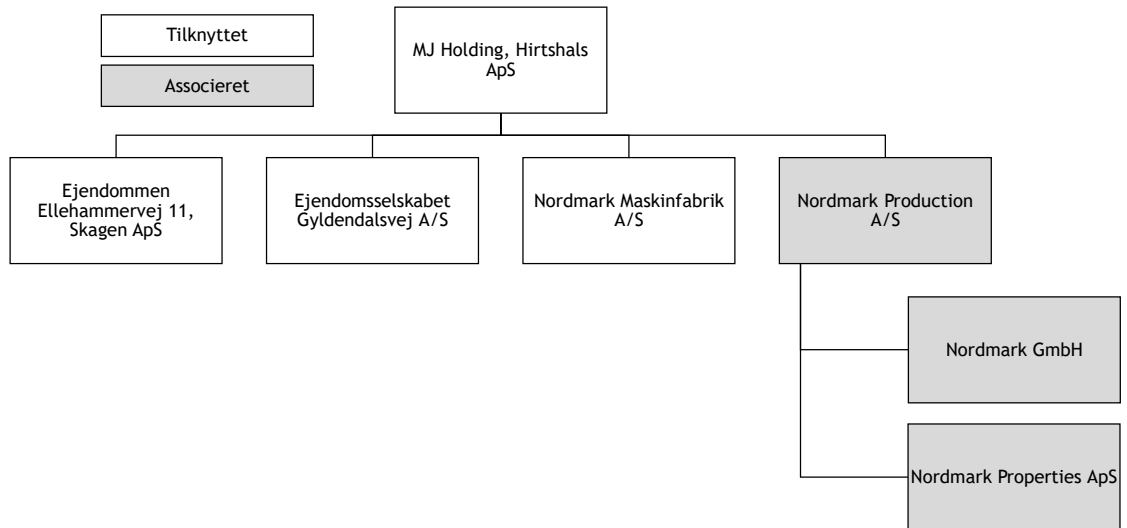 Tilknyttet
Associeret
MJ Holding, Hirtshals
ApS
Ejendommen
Ellehammervej 11,
Skagen ApS
Ejendomsselskabet
Gyldendalsvej A/S
Nordmark Maskinfabrik
A/S
Nordmark Production
A/S
Nordmark GmbH
Nordmark Properties ApS